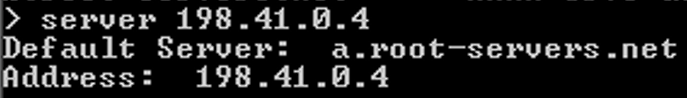 > server 198.41.0.4
Default Server:  a.root-servers.net
Address:  198.41.0.4